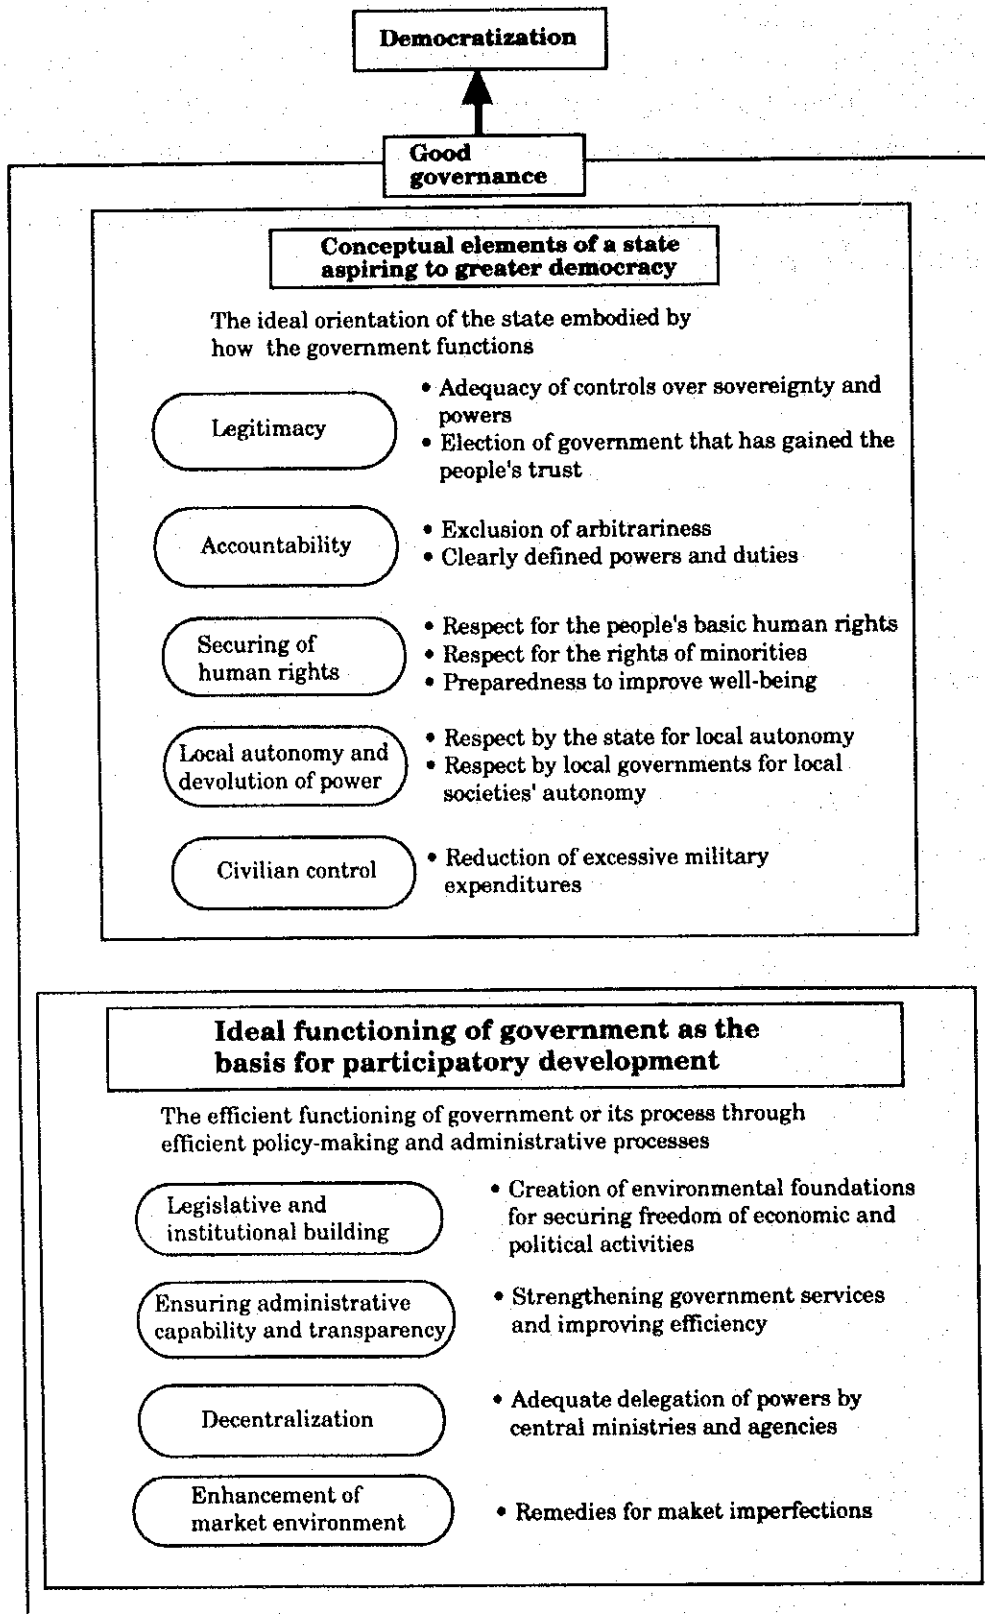 Democratization
Good
governance
Conceptual elements of a state
aspiring to greater democracy
The ideal orientation of the state embodied by
how the government functions
Legitimacy
• Adequacy of controls over sovereignty and
powers
• Election of government that has gained the
people's trust
Accountability
• Exclusion of arbitrariness
• Clearly defined powers and duties
Securing of
human rights
• Respect for the people's basic human rights
• Respect for the rights of minorities
• Preparedness to improve well-being
Local autonomy and
devolution of power
• Respect by the state for local autonomy
• Respect by local governments for local
societies' autonomy
Civilian control
• Reduction of excessive military
expenditures
Ideal functioning of government as the
basis for participatory development
The efficient functioning of government or its process through
efficient policy-making and administrative processes
Legislative and
institutional building
• Creation of environmental foundations
for securing freedom of economic and
political activities
Ensuring administrative
capability and transparency
• Strengthening government services
and improving efficiency
Decentralization
• Adequate delegation of powers by
central ministries and agencies
Enhancement of
market environment
• Remedies for maket imperfections